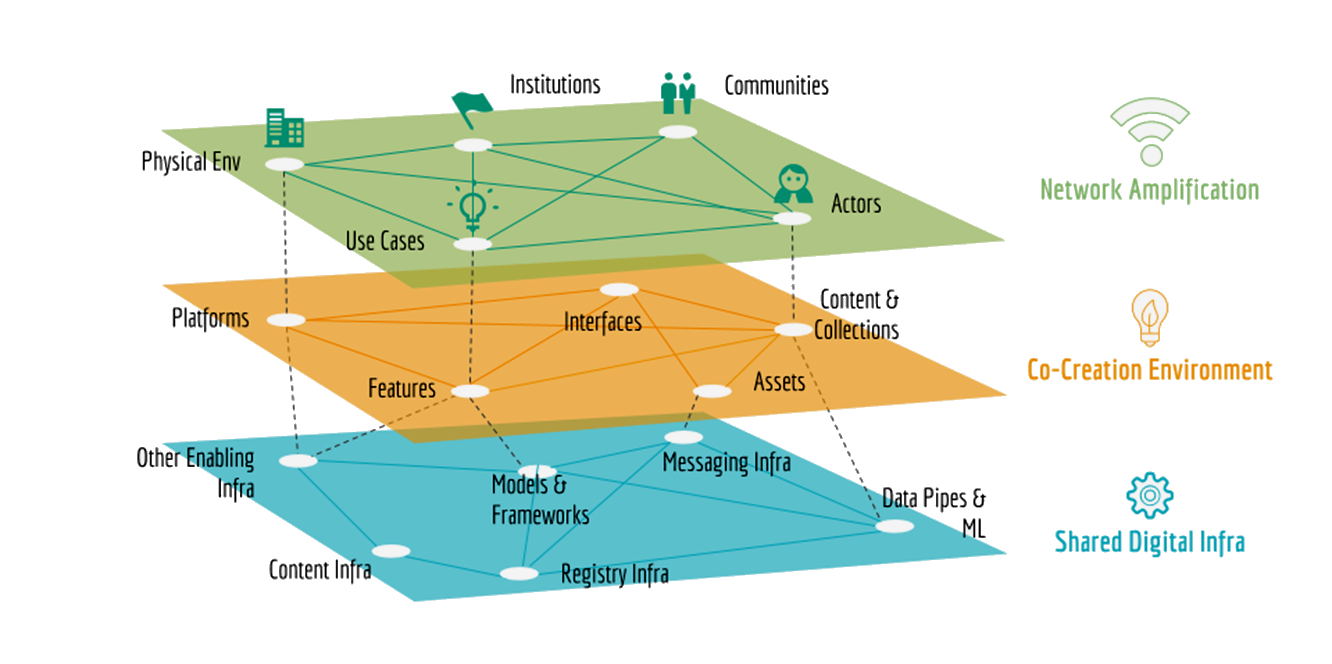 Institutions
Communities
Physical Env
Network Amplification
Actors
Use Cases
Content &
Collections
Platforms
Interfaces
Co-Creation Environment
Features
Assets
Other Enabling
Infra
Messaging Infra
Models &
Frameworks
Data Pipes &
ML
Shared Digital Infra
Content Infra
Registry Infra